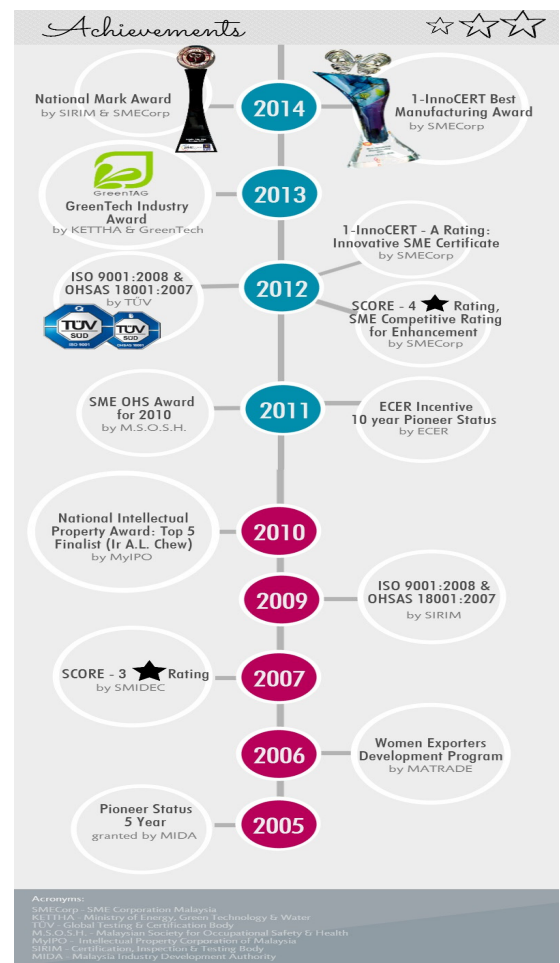 Achievements
National Mark Award
by SIRIM & SMECorp
2014
1-InnoCERT Best
Manufacturing Award
by SMECorp
GreenTAG
GreenTech Industry
Award
by KETTHA & GreenTech
2013
1-InnoCERT - A Rating:
Innovative SME Certificate
by SMECorp
ISO 9001:2008 &
OHSAS 18001:2007
by TÜV
TÜV
SÜD
ISO 9001
TÜV
SÜD
OHSAS 18001
2012
SCORE - 4 ★ Rating,
SME Competitive Rating
for Enhancement
by SMECorp
SME OHS Award
for 2010
by M.S.O.S.H.
2011
ECER Incentive
10 year Pioneer Status
by ECER
National Intellectual
Property Award: Top 5
Finalist (Ir A.L. Chew)
by MyIPO
2010
2009
ISO 9001:2008 &
OHSAS 18001:2007
by SIRIM
SCORE - 3 ★ Rating
by SMIDEC
2007
2006
Women Exporters
Development Program
by MATRADE
Pioneer Status
5 Year
granted by MIDA
2005
Acronyms:
SMECorp - SME Corporation Malaysia
KETTHA - Ministry of Energy, Green Technology & Water
TÜV - Global Testing & Certification Body
M.S.O.S.H. - Malaysian Society for Occupational Safety & Health
MyIPO - Intellectual Property Corporation of Malaysia
SIRIM - Certification, Inspection & Testing Body
MIDA - Malaysia Industry Development Authority